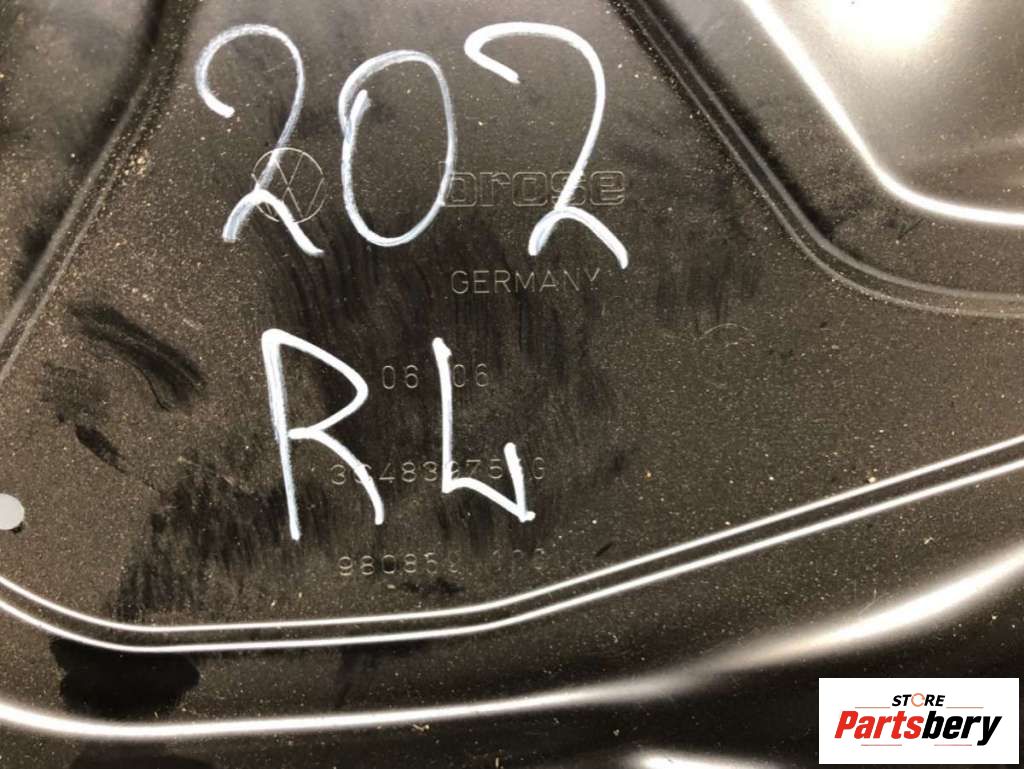 202
brose
GERMANY
06 06
RL
STORE
Partsbery